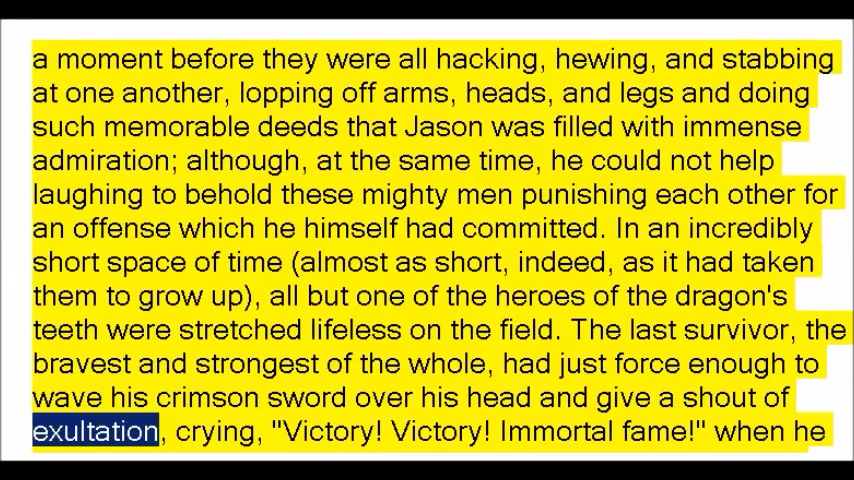 a moment before they were all hacking, hewing, and stabbing
at one another, lopping off arms, heads, and legs and doing
such memorable deeds that Jason was filled with immense
admiration; although, at the same time, he could not help
laughing to behold these mighty men punishing each other for
an offense which he himself had committed. In an incredibly
short space of time (almost as short, indeed, as it had taken
them to grow up), all but one of the heroes of the dragon's
teeth were stretched lifeless on the field. The last survivor, the
bravest and strongest of the whole, had just force enough to
wave his crimson sword over his head and give a shout of
exultation, crying, "Victory! Victory! Immortal fame!" when he